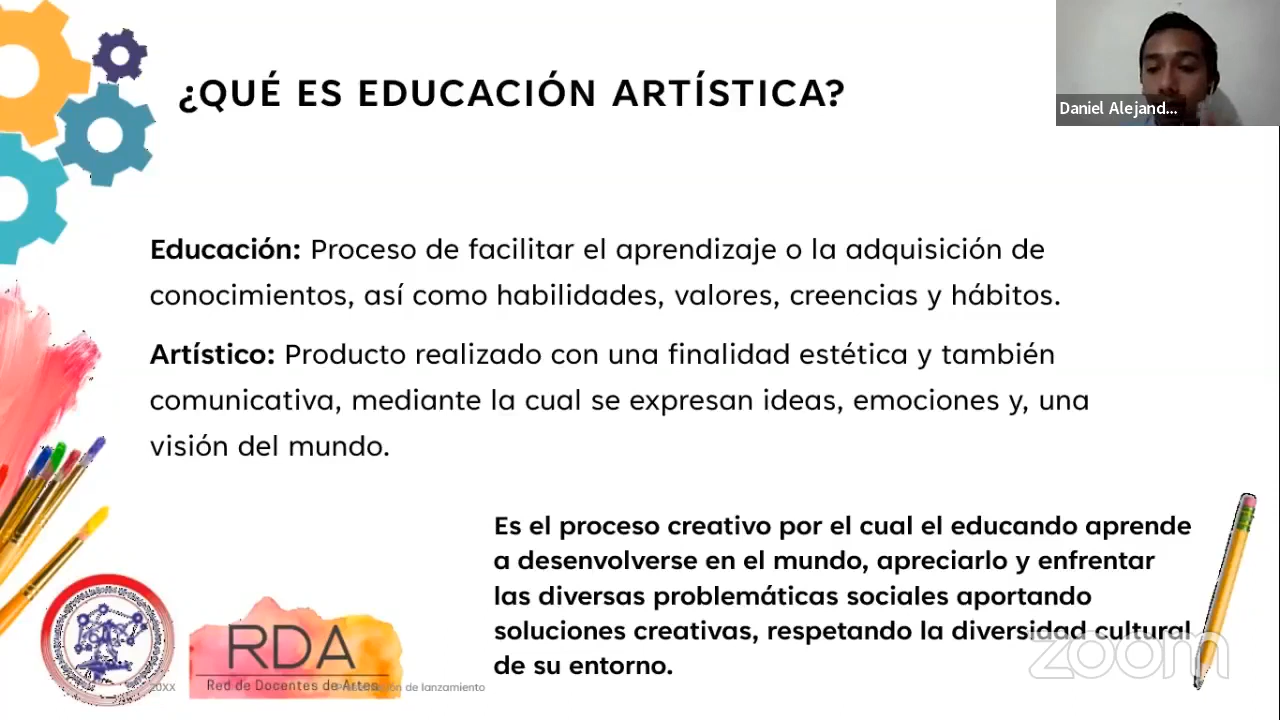 ¿QUÉ ES EDUCACIÓN ARTÍSTICA?
Daniel Alejand...
Educación: Proceso de facilitar el aprendizaje o la adquisición de
conocimientos, así como habilidades, valores, creencias y hábitos.
Artístico: Producto realizado con una finalidad estética y también
comunicativa, mediante la cual se expresan ideas, emociones y, una
visión del mundo.
Es el proceso creativo por el cual el educando aprende
a desenvolverse en el mundo, apreciarlo y enfrentar
las diversas problemáticas sociales aportando
soluciones creativas, respetando la diversidad cultural
de su entorno.
RDA
Red de Docentes de Artes
20XX
de lanzamiento
zoom